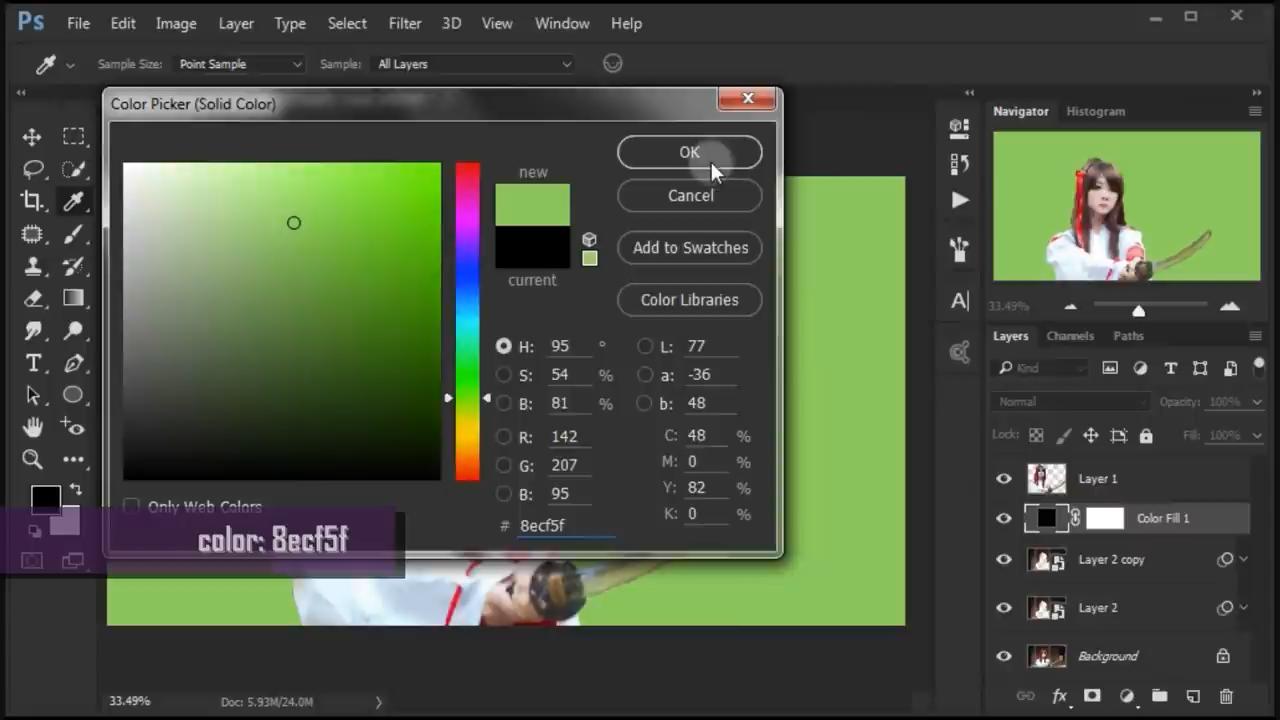 Ps File Edit Image Layer Type Select Filter 3D View Window Help
Sample Size: Point Sample Sample: All Layers
Color Picker (Solid Color)
new
current
OK
Cancel
Add to Swatches
Color Libraries
H: 95 °
S: 54 %
B: 81 %
R: 142
G: 207
B: 95
# 8ecf5f
L: 77
a: -36
b: 48
C: 48 %
M: 0 %
Y: 82 %
K: 0 %
Only Web Colors
color: 8ecf5f
Navigator Histogram
33.49%
Layers Channels Paths
Kind
Normal Opacity: 100%
Lock: Fill: 100%
Layer 1
Color Fill 1
Layer 2 copy
Layer 2
Background
fx
33.49% Doc: 5.93M/24.0M